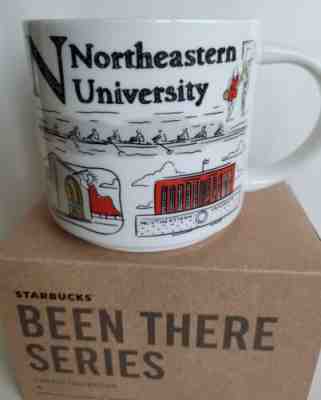 N Northeastern
University
STARBUCKS
BEEN THERE
SERIES